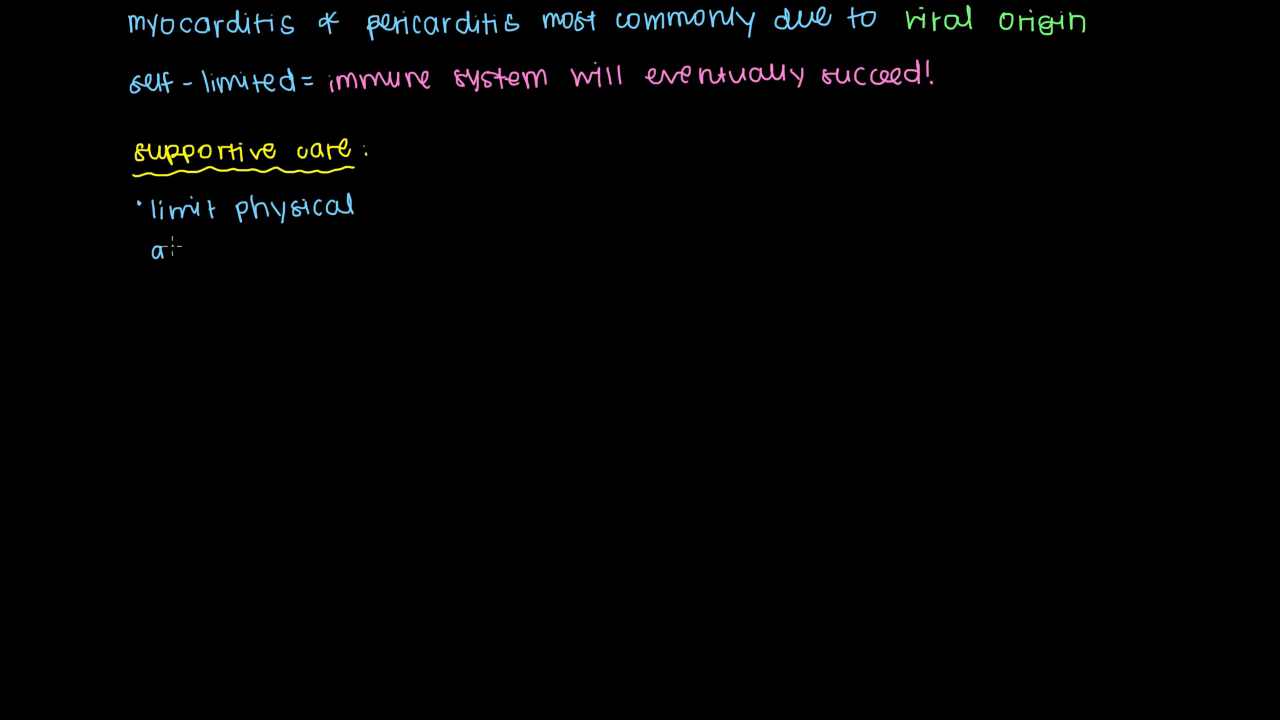 myocarditis & pericarditis most commonly due to viral origin
self-limited = immune system will eventually succeed!
supportive care:
• limit physical
a